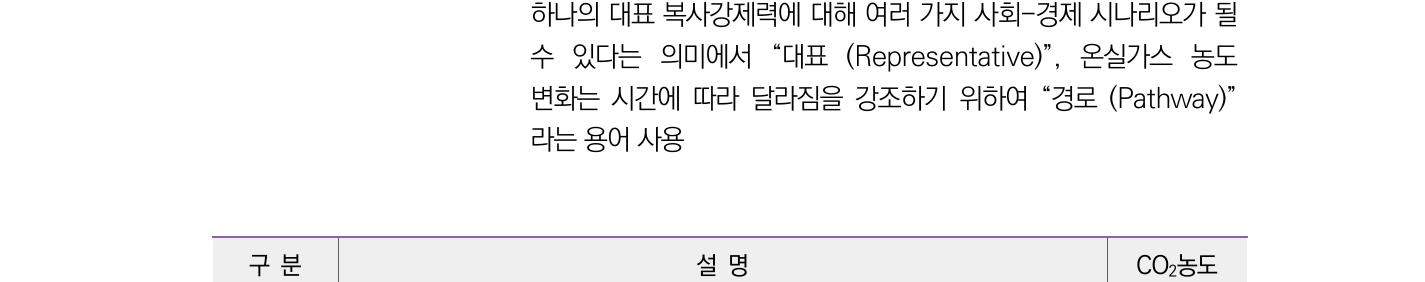 하나의 대표 복사강제력에 대해 여러 가지 사회-경제 시나리오가 될
수 있다는 의미에서 “대표 (Representative)”, 온실가스 농도
변화는 시간에 따라 달라짐을 강조하기 위하여 “경로 (Pathway)”
라는 용어 사용
구 분 설 명 CO₂농도